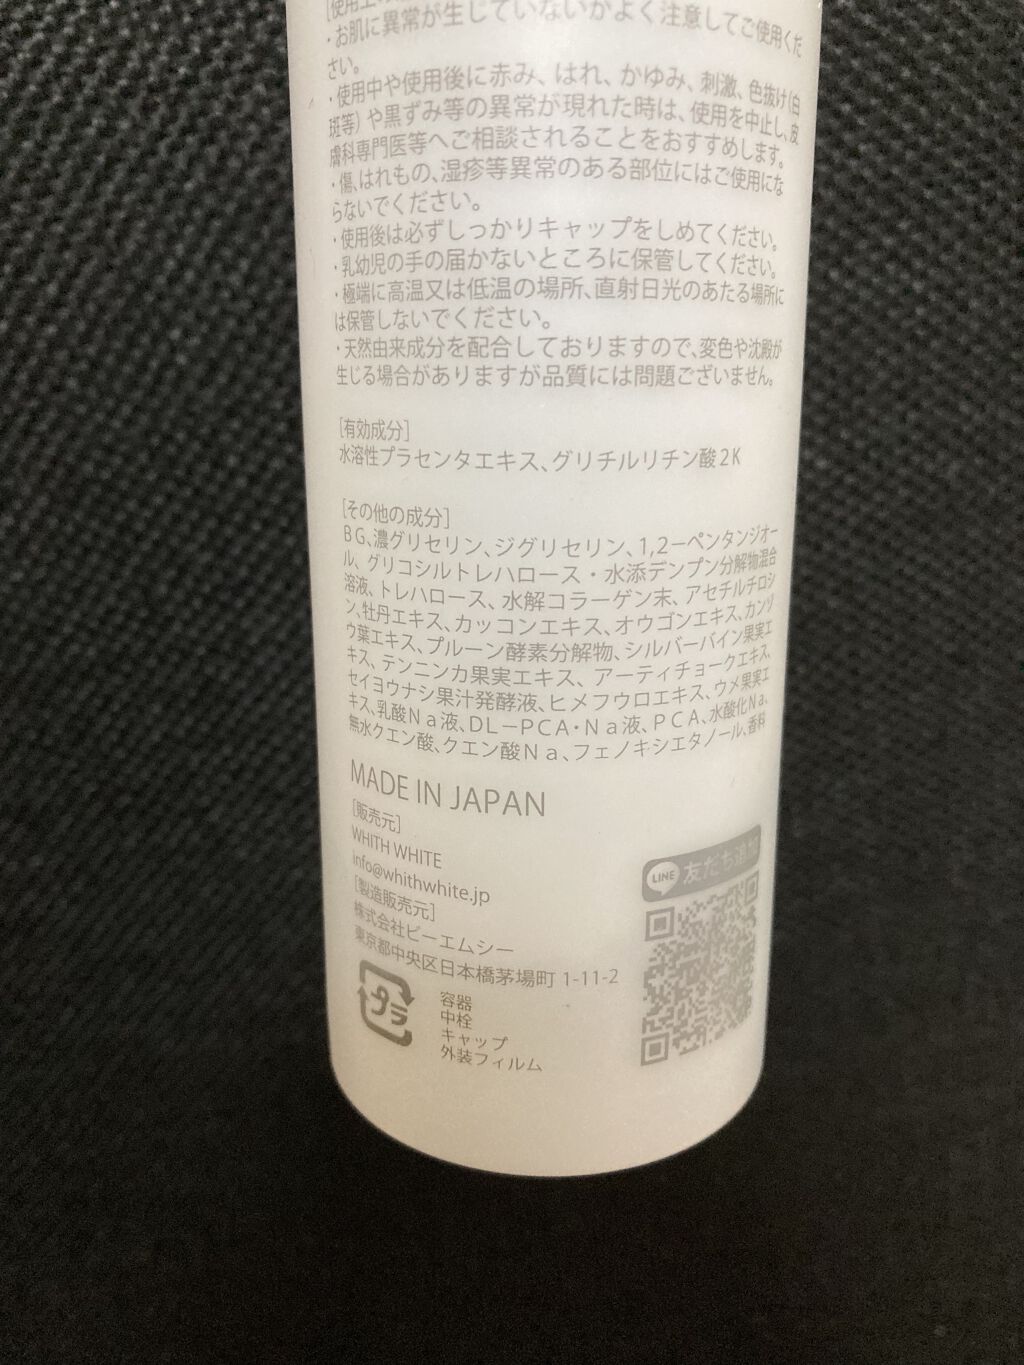 ・お肌に異常が生じていないかよく注意してご使用くだ
さい。
・使用中や使用後に赤み、はれ、かゆみ、刺激、色抜け(白
斑等)や黒ずみ等の異常が現れた時は、使用を中止し、皮
膚科専門医等へご相談されることをおすすめします。
・傷、はれもの、湿疹等異常のある部位にはご使用にな
らないでください。
・使用後は必ずしっかりキャップをしめてください。
・乳幼児の手の届かないところに保管してください。
・極端に高温又は低温の場所、直射日光のあたる場所に
は保管しないでください。
・天然由来成分を配合しておりますので、変色や沈殿が
生じる場合がありますが品質には問題ございません。
[有効成分]
水溶性プラセンタエキス、グリチルリチン酸2K
[その他の成分]
BG、濃グリセリン、ジグリセリン、1,2－ペンタンジオー
ル、グリコシルトレハロース・水添デンプン分解物混合
溶液、トレハロース、水解コラーゲン末、アセチルチロシ
ン、牡丹エキス、カッコンエキス、オウゴンエキス、カンゾ
ウ葉エキス、プルーン酵素分解物、シルバーバイン果実エ
キス、テンニンカ果実エキス、アーティチョークエキス、
セイヨウナシ果汁発酵液、ヒメフウロエキス、ウメ果実エ
キス、乳酸Na液、DL－PCA・Na液、PCA、水酸化Na、
無水クエン酸、クエン酸Na、フェノキシエタノール、香料
MADE IN JAPAN
[販売元]
WHITH WHITE
info@whithwhite.jp
[製造販売元]
株式会社ビーエムシー
東京都中央区日本橋茅場町 1-11-2
LINE 友だち追加
プラ
容器
中栓
キャップ
外装フィルム